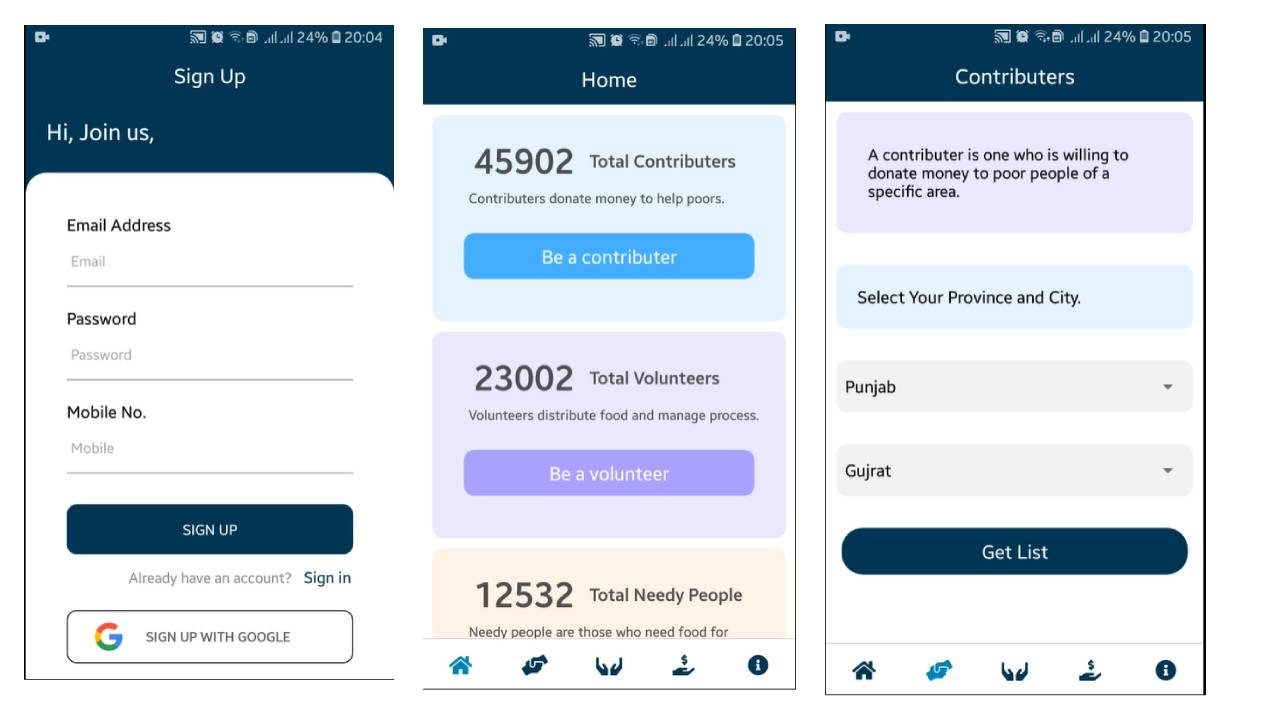 24% 20:04
Sign Up
Hi, Join us,
Email Address
Email
Password
Password
Mobile No.
Mobile
SIGN UP
Already have an account? Sign in
SIGN UP WITH GOOGLE
24% 20:05
Home
45902 Total Contributers
Contributers donate money to help poors.
Be a contributer
23002 Total Volunteers
Volunteers distribute food and manage process.
Be a volunteer
12532 Total Needy People
Needy people are those who need food for
24% 20:05
Contributers
A contributer is one who is willing to
donate money to poor people of a
specific area.
Select Your Province and City.
Punjab
Gujrat
Get List